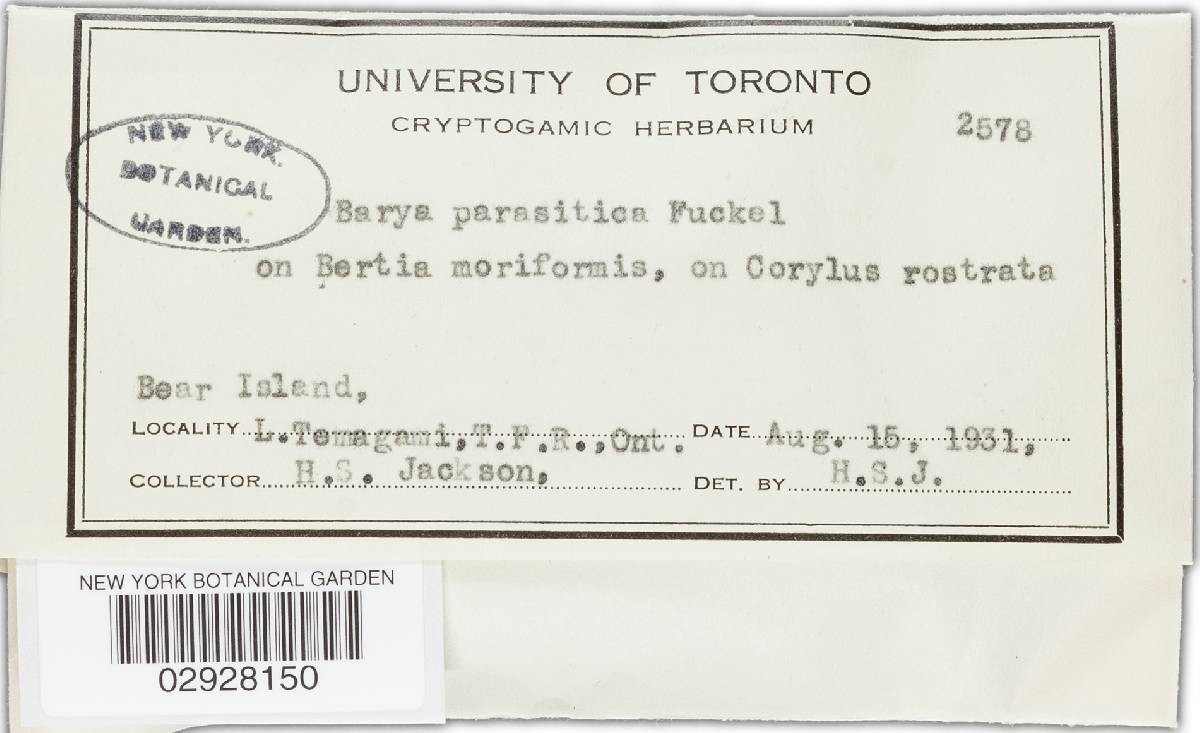 UNIVERSITY OF TORONTO
CRYPTOGAMIC HERBARIUM 2578
NEW YORK
BOTANICAL
GARDEN.
Barya parasitica Fuckel
on Bertia moriformis, on Corylus rostrata
Bear Island,
LOCALITY L. Temagami, T.F.R., Ont. DATE Aug. 15, 1931,
COLLECTOR H.S. Jackson, DET. BY H.S.J.
NEW YORK BOTANICAL GARDEN
02928150